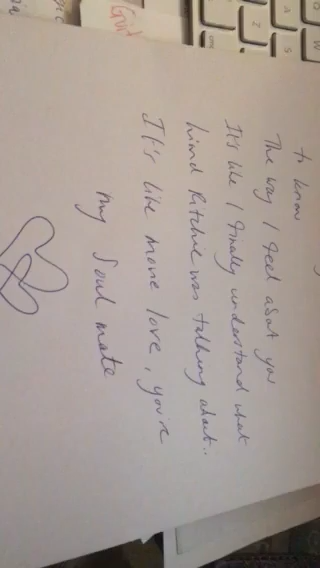 to know
The way I feel about you
It's like I finally understand what
Lionel Ritchie was talking about..
It's like more love, you're
my Soul mate